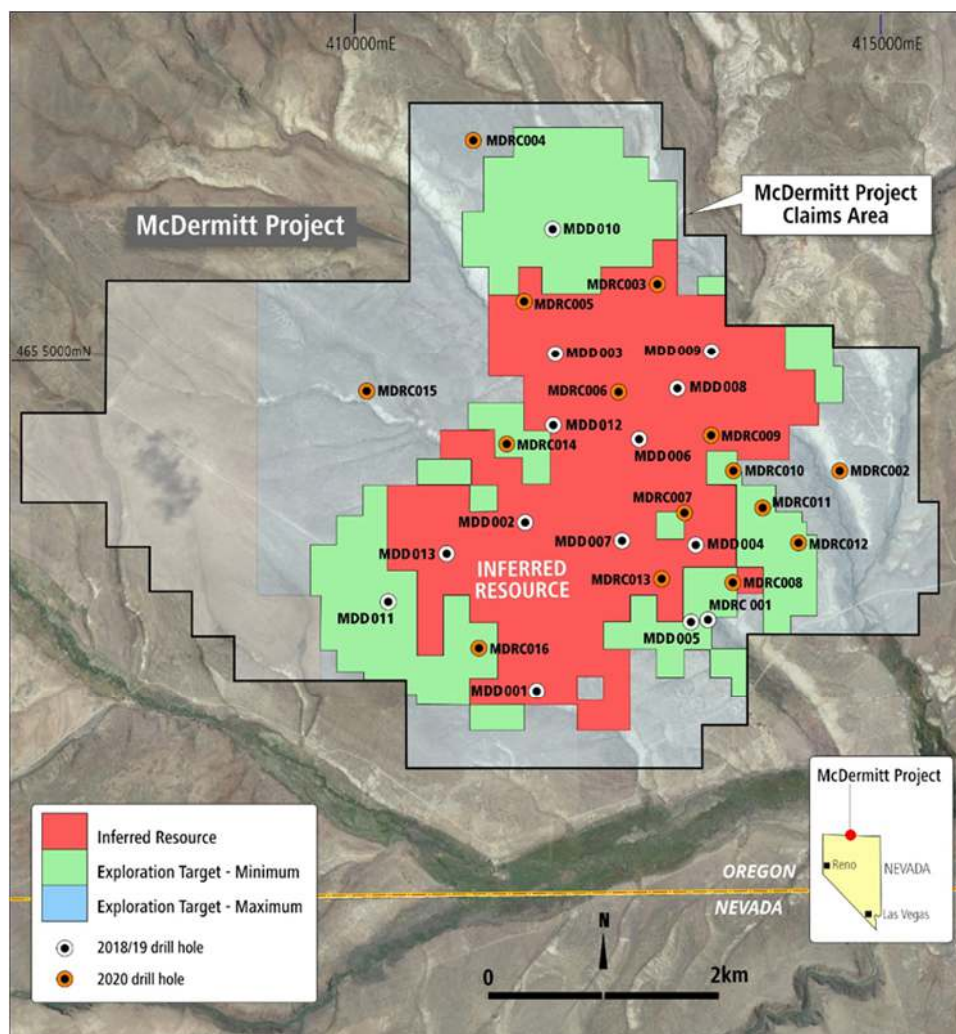 410000mE
415000mE
MDRC004
McDermitt Project
Claims Area
McDermitt Project
MDD010
MDRC003
MDRC005
465 5000mN
MDD003
MDD009
MDRC015
MDRC006
MDD008
MDD012
MDRC014
MDD006
MDRC009
MDRC010
MDRC002
MDRC007
MDRC011
MDD002
MDD013
MDD007
MDD004
MDRC012
INFERRED
RESOURCE
MDRC013
MDRC008
MDD011
MDRC 001
MDD005
MDRC016
MDD001
McDermitt Project
Reno
NEVADA
Las Vegas
Inferred Resource
Exploration Target - Minimum
Exploration Target - Maximum
2018/19 drill hole
2020 drill hole
OREGON
NEVADA
N
0
2km